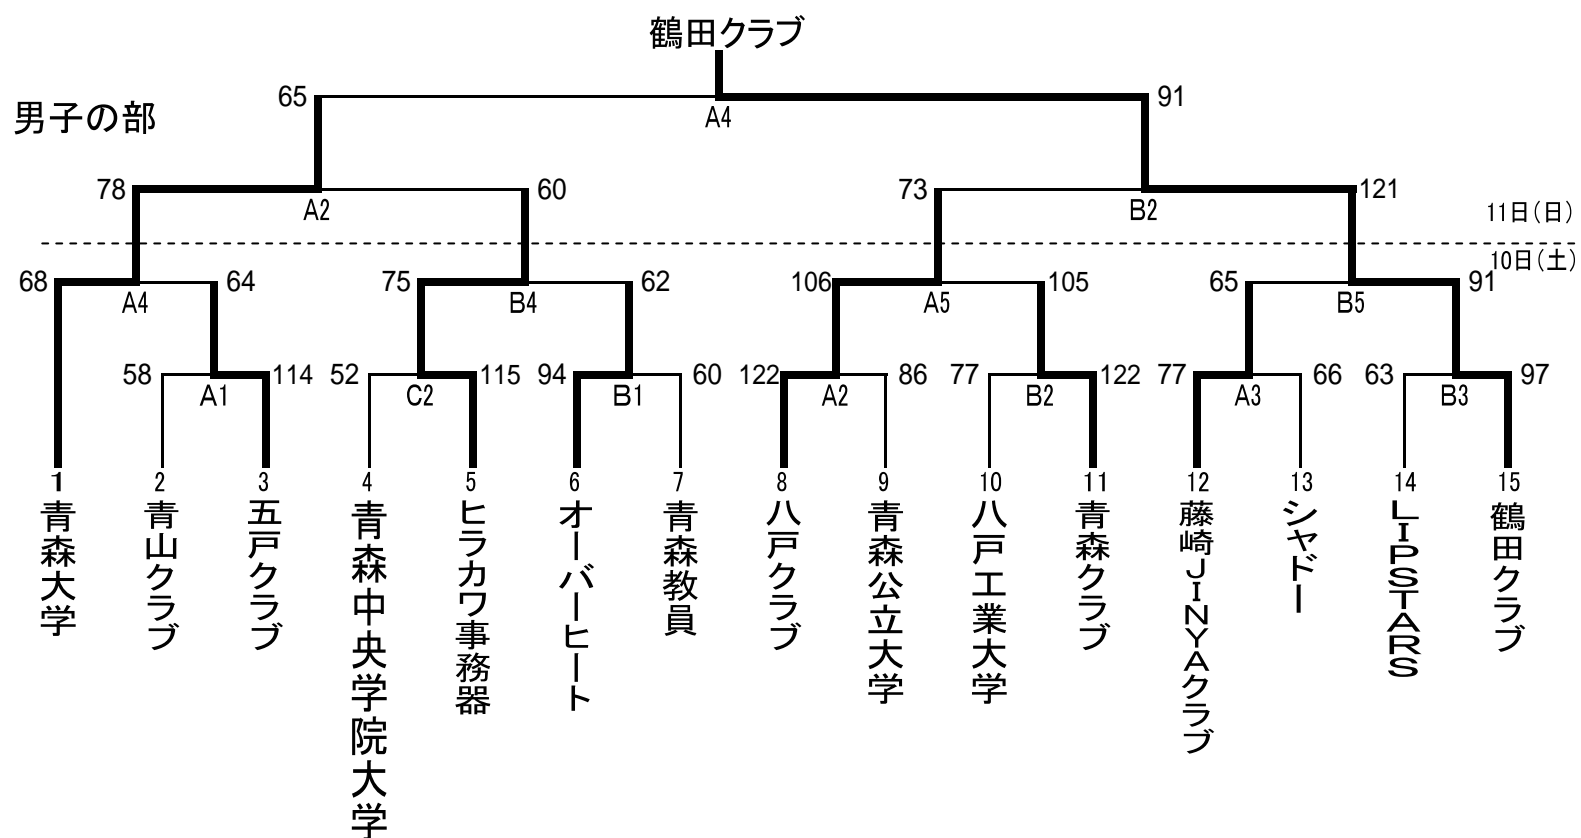 鶴田クラブ
男子の部
65
91
A4
78
60
73
121
A2
B2
11日(日)
10日(土)
68
64
75
62
106
105
65
91
A4
B4
A5
B5
58
114
52
115
94
60
122
86
77
122
77
66
63
97
A1
C2
B1
A2
B2
A3
B3
1
2
3
4
5
6
7
8
9
10
11
12
13
14
15
青森大学
青山クラブ
五戸クラブ
青森中央学院大学
ヒラカワ事務器
オーバーヒート
青森教員
八戸クラブ
青森公立大学
八戸工業大学
青森クラブ
藤崎JINYAクラブ
シャドー
LIPSTARS
鶴田クラブ